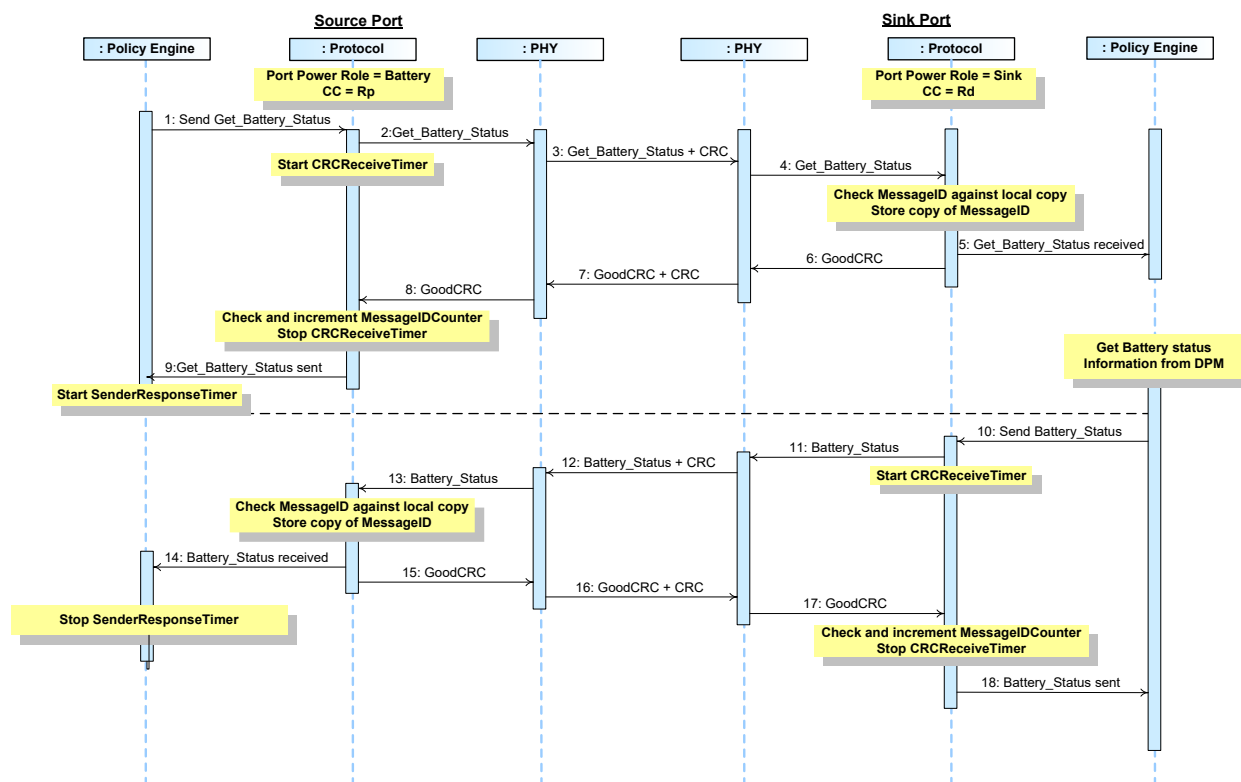 Source Port
Sink Port
: Policy Engine
: Protocol
: PHY
: PHY
: Protocol
: Policy Engine
Port Power Role = Battery
CC = Rp
Port Power Role = Sink
CC = Rd
1: Send Get_Battery_Status
2:Get_Battery_Status
Start CRCReceiveTimer
3: Get_Battery_Status + CRC
4: Get_Battery_Status
Check MessageID against local copy
Store copy of MessageID
5: Get_Battery_Status received
6: GoodCRC
7: GoodCRC + CRC
8: GoodCRC
Check and increment MessageIDCounter
Stop CRCReceiveTimer
9:Get_Battery_Status sent
Start SenderResponseTimer
Get Battery status
Information from DPM
10: Send Battery_Status
11: Battery_Status
Start CRCReceiveTimer
12: Battery_Status + CRC
13: Battery_Status
Check MessageID against local copy
Store copy of MessageID
14: Battery_Status received
15: GoodCRC
16: GoodCRC + CRC
17: GoodCRC
Stop SenderResponseTimer
Check and increment MessageIDCounter
Stop CRCReceiveTimer
18: Battery_Status sent